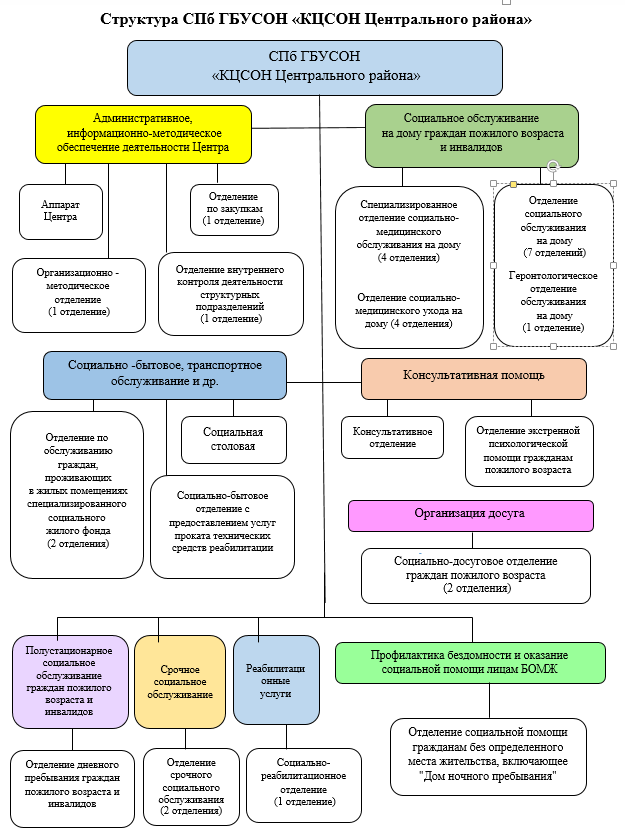 Структура СПб ГБУСОН «КЦСОН Центрального района»
СПб ГБУСОН
«КЦСОН Центрального района»
Административное,
информационно-методическое
обеспечение деятельности Центра
Социальное обслуживание
на дому граждан пожилого возраста
и инвалидов
Аппарат
Центра
Отделение
по закупкам
(1 отделение)
Организационно -
методическое
отделение
(1 отделение)
Отделение внутреннего
контроля деятельности
структурных
подразделений
(1 отделение)
Специализированное
отделение социально-
медицинского
обслуживания на дому
(4 отделения)
Отделение социально-
медицинского ухода на
дому (4 отделения)
Отделение
социального
обслуживания
на дому
(7 отделений)
Геронтологическое
отделение
обслуживания
на дому
(1 отделение)
Социально -бытовое, транспортное
обслуживание и др.
Консультативная помощь
Отделение по
обслуживанию
граждан,
проживающих
в жилых помещениях
специализированного
социального
жилого фонда
(2 отделения)
Социальная
столовая
Социально-бытовое
отделение с
предоставлением услуг
проката технических
средств реабилитации
Консультативное
отделение
Отделение экстренной
психологической
помощи гражданам
пожилого возраста
Организация досуга
Социально-досуговое отделение
граждан пожилого возраста
(2 отделения)
Полустационарное
социальное
обслуживание
граждан пожилого
возраста и
инвалидов
Срочное
социальное
обслуживание
Реабилитаци
онные
услуги
Профилактика бездомности и оказание
социальной помощи лицам БОМЖ
Отделение дневного
пребывания граждан
пожилого возраста и
инвалидов
Отделение
срочного
социального
обслуживания
(2 отделения)
Социально-
реабилитационное
отделение
(1 отделение)
Отделение социальной помощи
гражданам без определенного
места жительства, включающее
"Дом ночного пребывания"